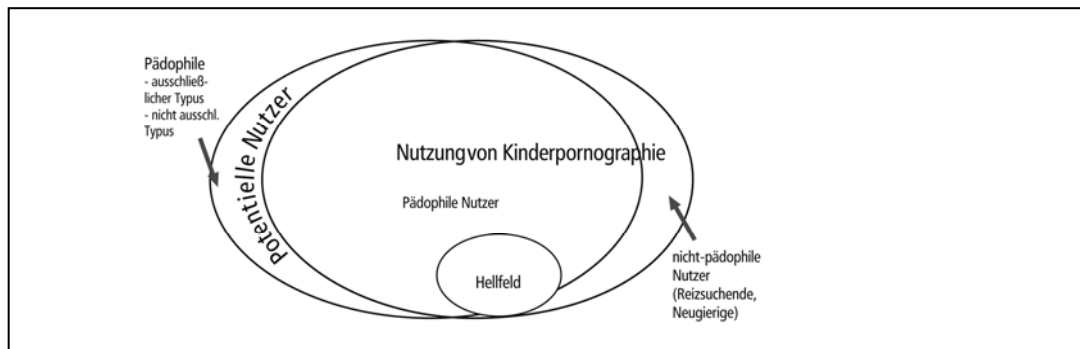 Pädophile
- ausschließ-
licher Typus
- nicht ausschl.
Typus
Potentielle Nutzer
Nutzungvon Kinderpornographie
Pädophile Nutzer
Hellfeld
nicht-pädophile
Nutzer
(Reizsuchende,
Neugierige)